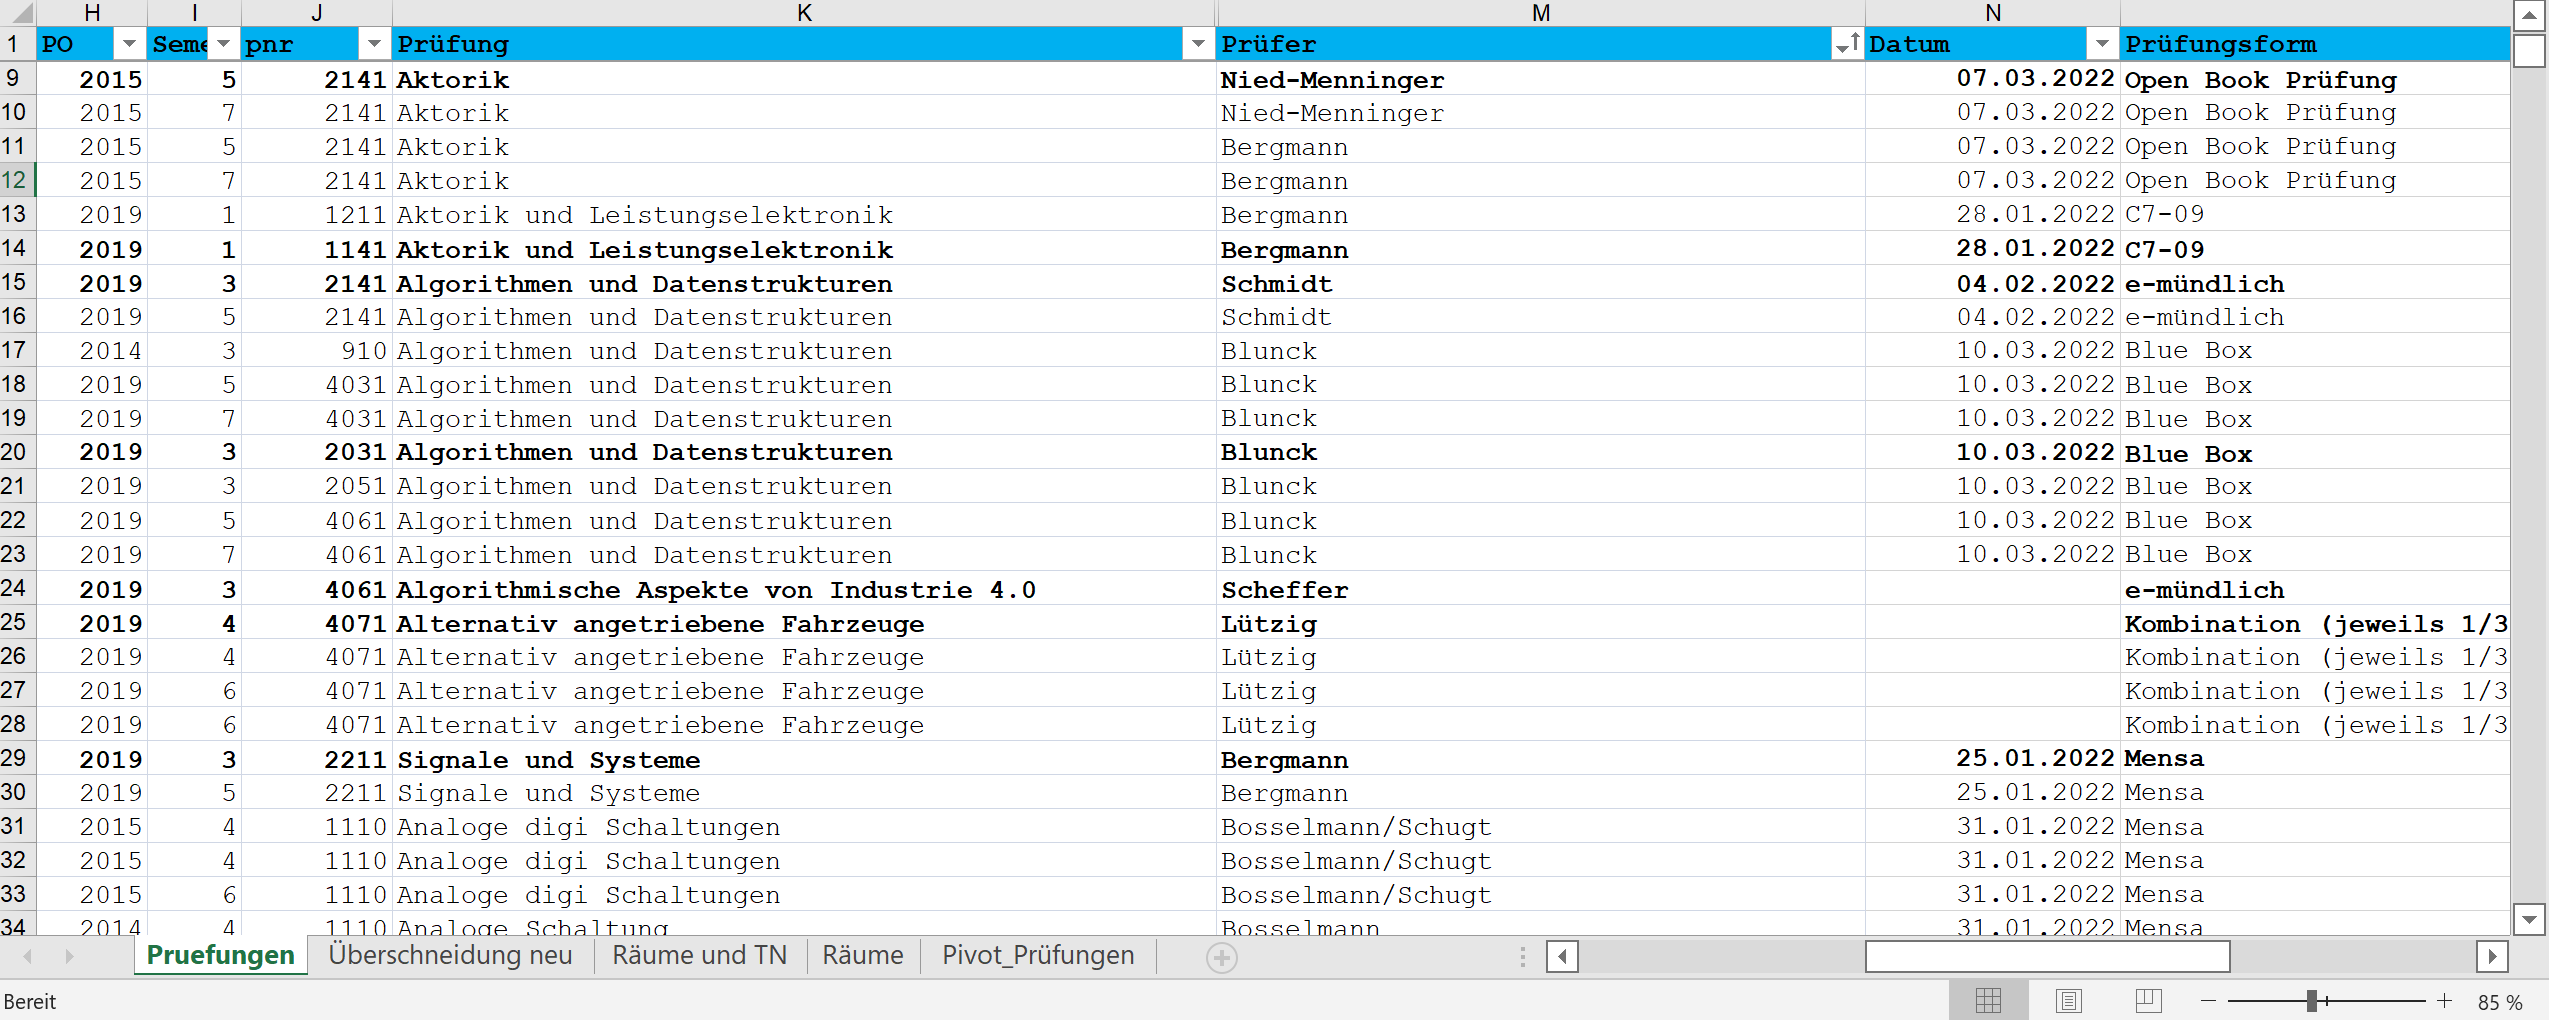 H I J K M N
1 PO Seme pnr Prüfung Prüfer Datum Prüfungsform
9 2015 5 2141 Aktorik Nied-Menninger 07.03.2022 Open Book Prüfung
10 2015 7 2141 Aktorik Nied-Menninger 07.03.2022 Open Book Prüfung
11 2015 5 2141 Aktorik Bergmann 07.03.2022 Open Book Prüfung
12 2015 7 2141 Aktorik Bergmann 07.03.2022 Open Book Prüfung
13 2019 1 1211 Aktorik und Leistungselektronik Bergmann 28.01.2022 C7-09
14 2019 1 1141 Aktorik und Leistungselektronik Bergmann 28.01.2022 C7-09
15 2019 3 2141 Algorithmen und Datenstrukturen Schmidt 04.02.2022 e-mündlich
16 2019 5 2141 Algorithmen und Datenstrukturen Schmidt 04.02.2022 e-mündlich
17 2014 3 910 Algorithmen und Datenstrukturen Blunck 10.03.2022 Blue Box
18 2019 5 4031 Algorithmen und Datenstrukturen Blunck 10.03.2022 Blue Box
19 2019 7 4031 Algorithmen und Datenstrukturen Blunck 10.03.2022 Blue Box
20 2019 3 2031 Algorithmen und Datenstrukturen Blunck 10.03.2022 Blue Box
21 2019 3 2051 Algorithmen und Datenstrukturen Blunck 10.03.2022 Blue Box
22 2019 5 4061 Algorithmen und Datenstrukturen Blunck 10.03.2022 Blue Box
23 2019 7 4061 Algorithmen und Datenstrukturen Blunck 10.03.2022 Blue Box
24 2019 3 4061 Algorithmische Aspekte von Industrie 4.0 Scheffer e-mündlich
25 2019 4 4071 Alternativ angetriebene Fahrzeuge Lützig Kombination (jeweils 1/3
26 2019 4 4071 Alternativ angetriebene Fahrzeuge Lützig Kombination (jeweils 1/3
27 2019 6 4071 Alternativ angetriebene Fahrzeuge Lützig Kombination (jeweils 1/3
28 2019 6 4071 Alternativ angetriebene Fahrzeuge Lützig Kombination (jeweils 1/3
29 2019 3 2211 Signale und Systeme Bergmann 25.01.2022 Mensa
30 2019 5 2211 Signale und Systeme Bergmann 25.01.2022 Mensa
31 2015 4 1110 Analoge digi Schaltungen Bosselmann/Schugt 31.01.2022 Mensa
32 2015 4 1110 Analoge digi Schaltungen Bosselmann/Schugt 31.01.2022 Mensa
33 2015 6 1110 Analoge digi Schaltungen Bosselmann/Schugt 31.01.2022 Mensa
34 2014 4 1110 Analoge Schaltung Bosselmann 31.01.2022 Mensa
Pruefungen Überschneidung neu Räume und TN Räume Pivot_Prüfungen
Bereit 85 %